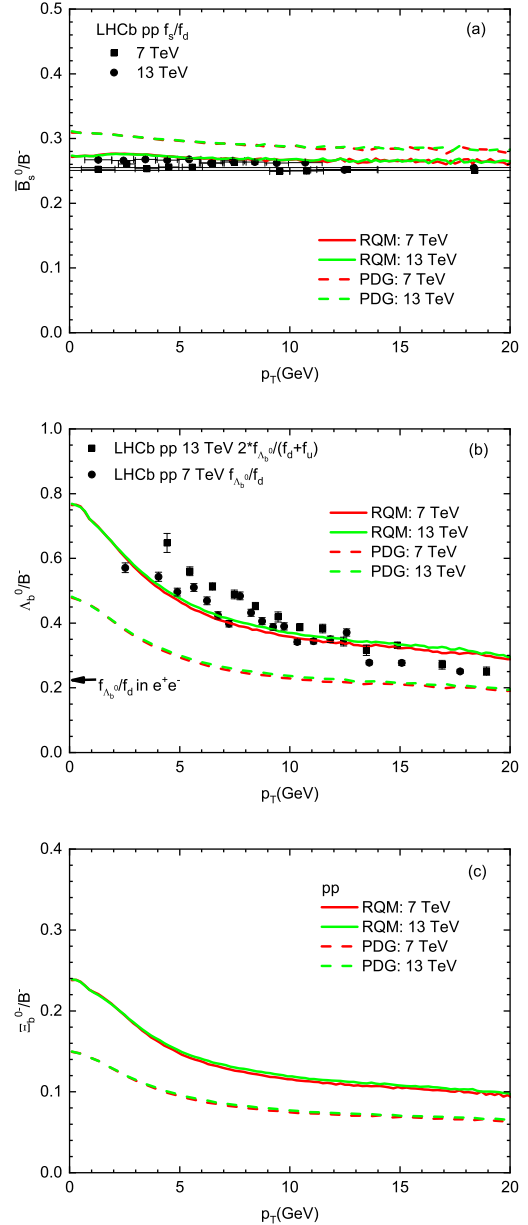 LHCb pp f_s/f_d (a)
7 TeV
13 TeV
0.5
0.4
0.3
0.2
0.1
0.0
B̅_s^0/B^-
RQM: 7 TeV
RQM: 13 TeV
PDG: 7 TeV
PDG: 13 TeV
0 5 10 15 20
p_T(GeV)
LHCb pp 13 TeV 2*f_{Λ_b^0}/(f_d+f_u) (b)
LHCb pp 7 TeV f_{Λ_b^0}/f_d
1.0
0.8
0.6
0.4
0.2
0.0
Λ_b^0/B^-
RQM: 7 TeV
RQM: 13 TeV
PDG: 7 TeV
PDG: 13 TeV
f_{Λ_b^0}/f_d in e^+e^-
0 5 10 15 20
p_T(GeV)
(c)
pp
RQM: 7 TeV
RQM: 13 TeV
PDG: 7 TeV
PDG: 13 TeV
0.4
0.3
0.2
0.1
0.0
Ξ_b^{0-}/B^-
0 5 10 15 20
p_T(GeV)